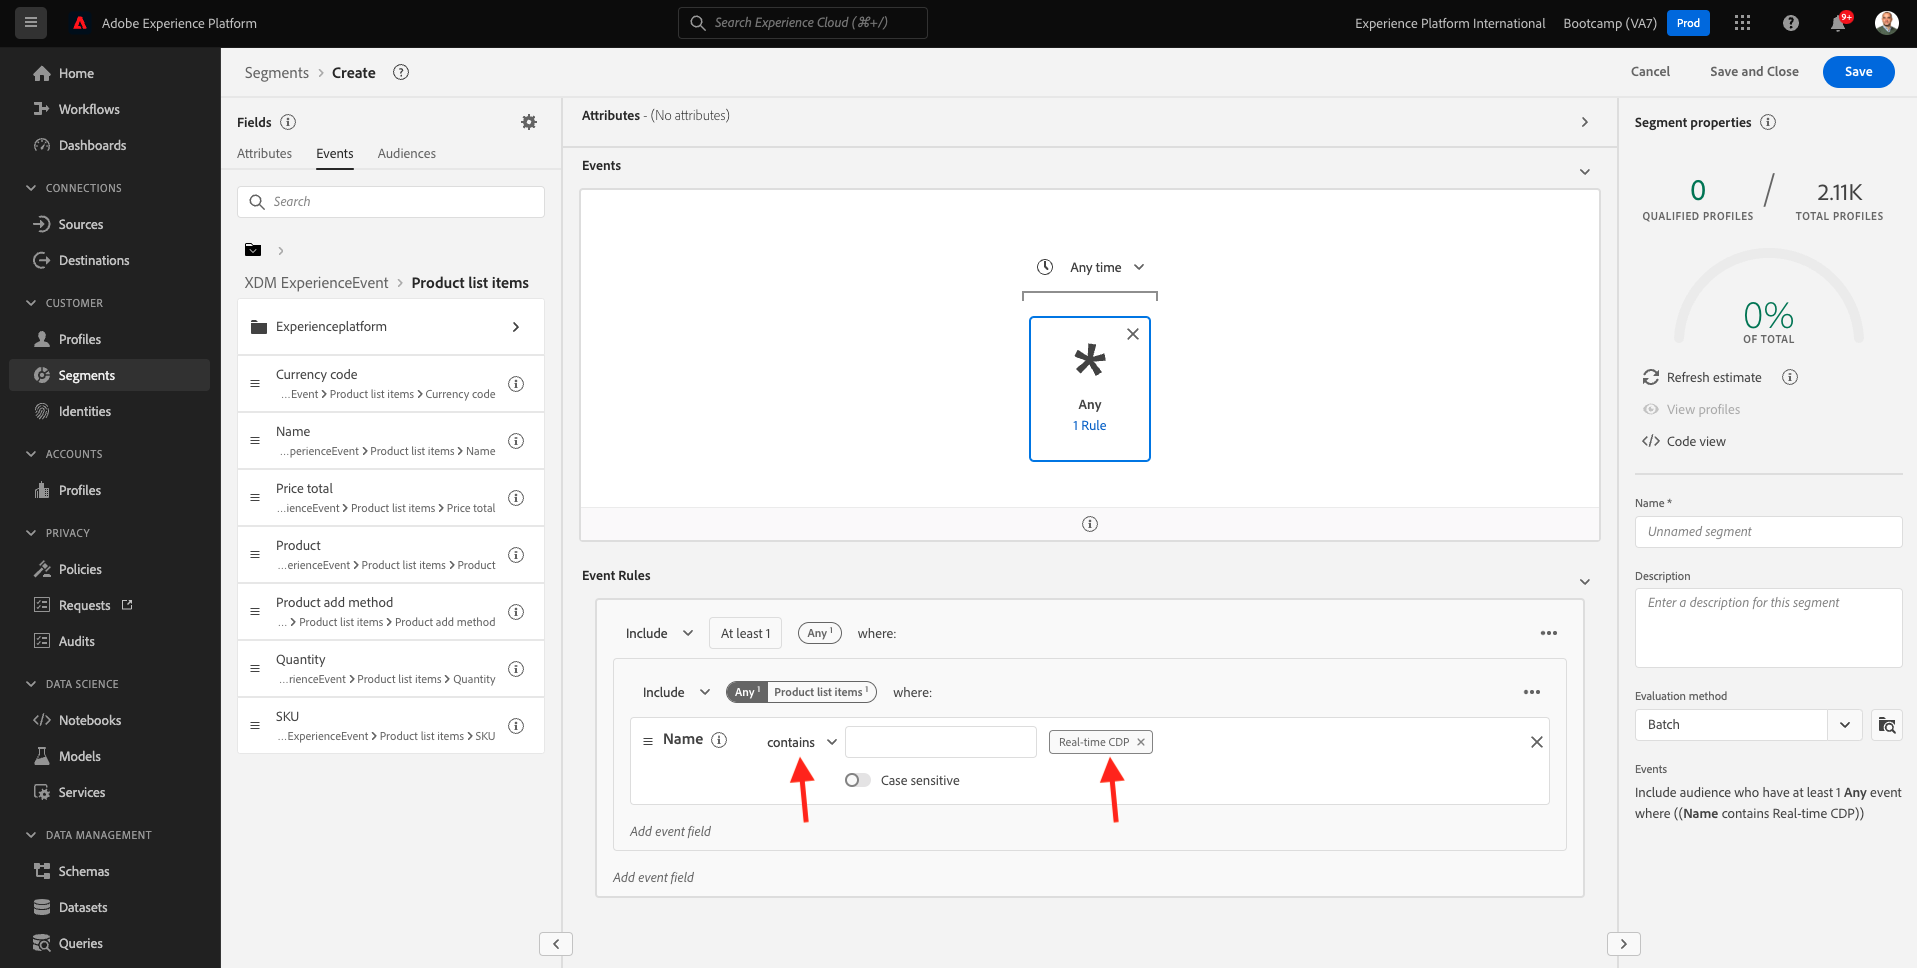 Adobe Experience Platform
Search Experience Cloud (⌘+/)
Experience Platform International
Bootcamp (VA7)
Prod
9+
Home
Workflows
Dashboards
CONNECTIONS
Sources
Destinations
CUSTOMER
Profiles
Segments
Identities
ACCOUNTS
Profiles
PRIVACY
Policies
Requests
Audits
DATA SCIENCE
Notebooks
Models
Services
DATA MANAGEMENT
Schemas
Datasets
Queries
Segments > Create
Cancel
Save and Close
Save
Fields
Attributes
Events
Audiences
Search
XDM ExperienceEvent > Product list items
Experienceplatform
Currency code
...Event > Product list items > Currency code
Name
...perienceEvent > Product list items > Name
Price total
...ienceEvent > Product list items > Price total
Product
...erienceEvent > Product list items > Product
Product add method
... > Product list items > Product add method
Quantity
...rienceEvent > Product list items > Quantity
SKU
...ExperienceEvent > Product list items > SKU
Attributes - (No attributes)
Events
Any time
Any
1 Rule
Event Rules
Include At least 1 Any 1 where:
Include Any 1 Product list items 1 where:
Name contains Real-time CDP
Case sensitive
Add event field
Add event field
Segment properties
0 / 2.11K
QUALIFIED PROFILES TOTAL PROFILES
0%
OF TOTAL
Refresh estimate
View profiles
</> Code view
Name *
Unnamed segment
Description
Enter a description for this segment
Evaluation method
Batch
Events
Include audience who have at least 1 Any event
where ((Name contains Real-time CDP))